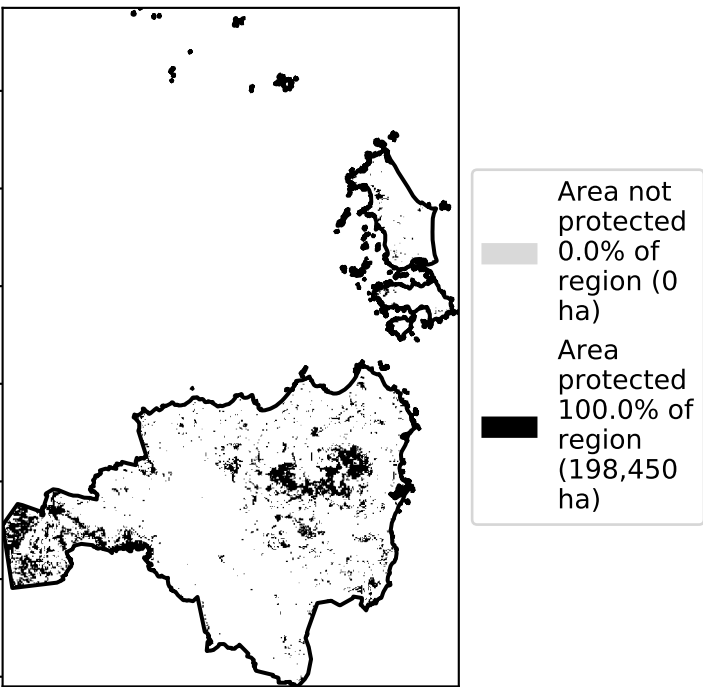 Area not
protected
0.0% of
region (0
ha)
Area
protected
100.0% of
region
(198,450
ha)